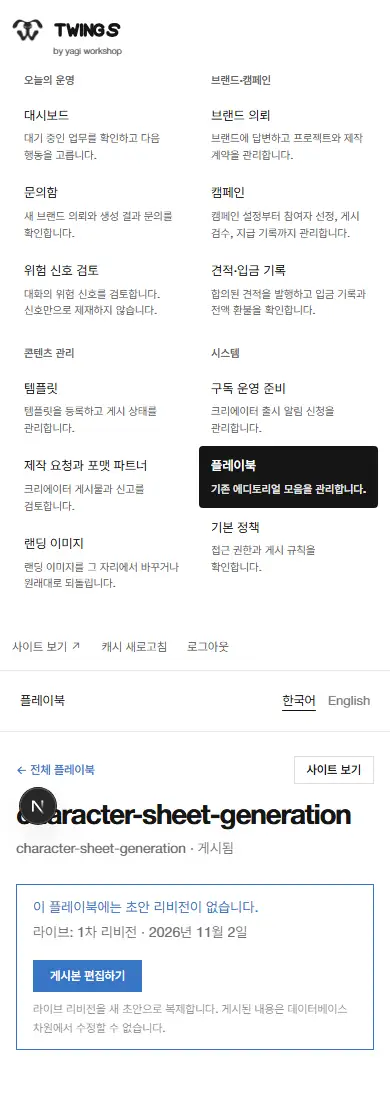 TWINGS
by yagi workshop
오늘의 운영
대시보드
대기 중인 업무를 확인하고 다음
행동을 고릅니다.
문의함
새 브랜드 의뢰와 생성 결과 문의를
확인합니다.
위험 신호 검토
대화의 위험 신호를 검토합니다.
신호만으로 제재하지 않습니다.
브랜드·캠페인
브랜드 의뢰
브랜드에 답변하고 프로젝트와 제작
계약을 관리합니다.
캠페인
캠페인 설정부터 참여자 선정, 게시
검수, 지급 기록까지 관리합니다.
견적·입금 기록
합의된 견적을 발행하고 입금 기록과
전액 환불을 확인합니다.
콘텐츠 관리
템플릿
템플릿을 등록하고 게시 상태를
관리합니다.
제작 요청과 포맷 파트너
크리에이터 게시물과 신고를
검토합니다.
랜딩 이미지
랜딩 이미지를 그 자리에서 바꾸거나
원래대로 되돌립니다.
시스템
구독 운영 준비
크리에이터 출시 알림 신청을
관리합니다.
플레이북
기존 에디토리얼 모음을 관리합니다.
기본 정책
접근 권한과 게시 규칙을
확인합니다.
사이트 보기 ↗
캐시 새로고침
로그아웃
플레이북
한국어
English
← 전체 플레이북
사이트 보기
N
character-sheet-generation
character-sheet-generation · 게시됨
이 플레이북에는 초안 리비전이 없습니다.
라이브: 1차 리비전 · 2026년 11월 2일
게시본 편집하기
라이브 리비전을 새 초안으로 복제합니다. 게시된 내용은 데이터베이스
차원에서 수정할 수 없습니다.